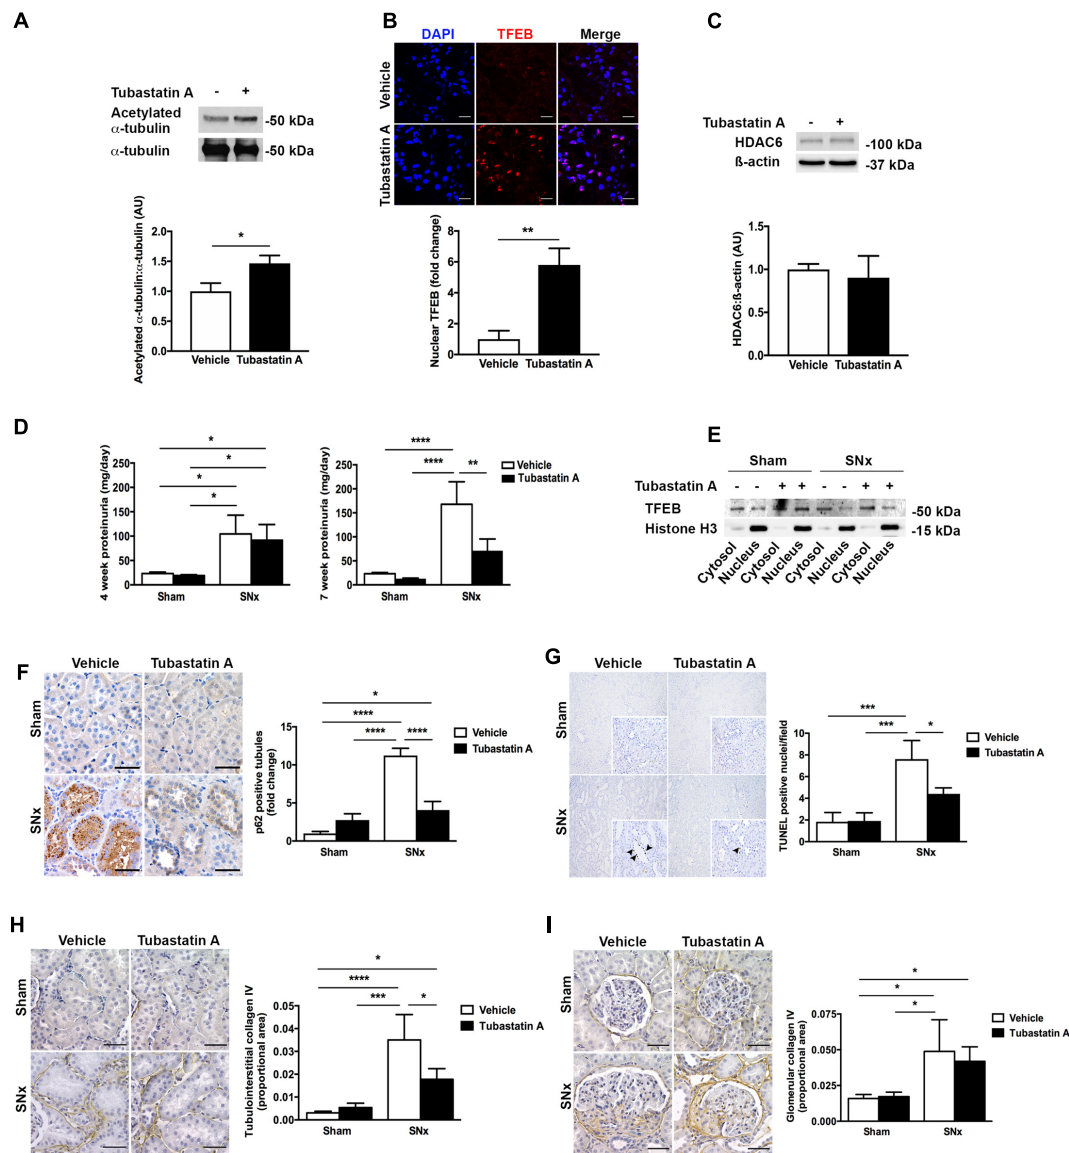 A
Tubastatin A - +
Acetylated α-tubulin -50 kDa
α-tubulin -50 kDa
Acetylated α-tubulin:α-tubulin (AU)
2.0
1.5
1.0
0.5
0.0
*
Vehicle Tubastatin A
B
DAPI TFEB Merge
Vehicle
Tubastatin A
Nuclear TFEB (fold change)
8
6
4
2
0
**
Vehicle Tubastatin A
C
Tubastatin A - +
HDAC6 -100 kDa
ß-actin -37 kDa
HDAC6:ß-actin (AU)
1.5
1.0
0.5
0.0
Vehicle Tubastatin A
D
4 week proteinuria (mg/day)
250
200
150
100
50
0
*
*
*
*
Sham SNx
7 week proteinuria (mg/day)
250
200
150
100
50
0
****
**** **
Sham SNx
Vehicle
Tubastatin A
E
Sham SNx
Tubastatin A - - + + - - + +
TFEB -50 kDa
Histone H3 -15 kDa
Cytosol Nucleus Cytosol Nucleus Cytosol Nucleus Cytosol Nucleus
F
Vehicle Tubastatin A
Sham
SNx
p62 positive tubules (fold change)
15
10
5
0
*
****
**** ****
Sham SNx
Vehicle
Tubastatin A
G
Vehicle Tubastatin A
Sham
SNx
TUNEL positive nuclei/field
10
8
6
4
2
0
***
*** *
Sham SNx
Vehicle
Tubastatin A
H
Vehicle Tubastatin A
Sham
SNx
Tubulointerstitial collagen IV (proportional area)
0.05
0.04
0.03
0.02
0.01
0.00
*
****
*** *
Sham SNx
Vehicle
Tubastatin A
I
Vehicle Tubastatin A
Sham
SNx
Glomerular collagen IV (proportional area)
0.075
0.050
0.025
0.000
*
*
*
Sham SNx
Vehicle
Tubastatin A